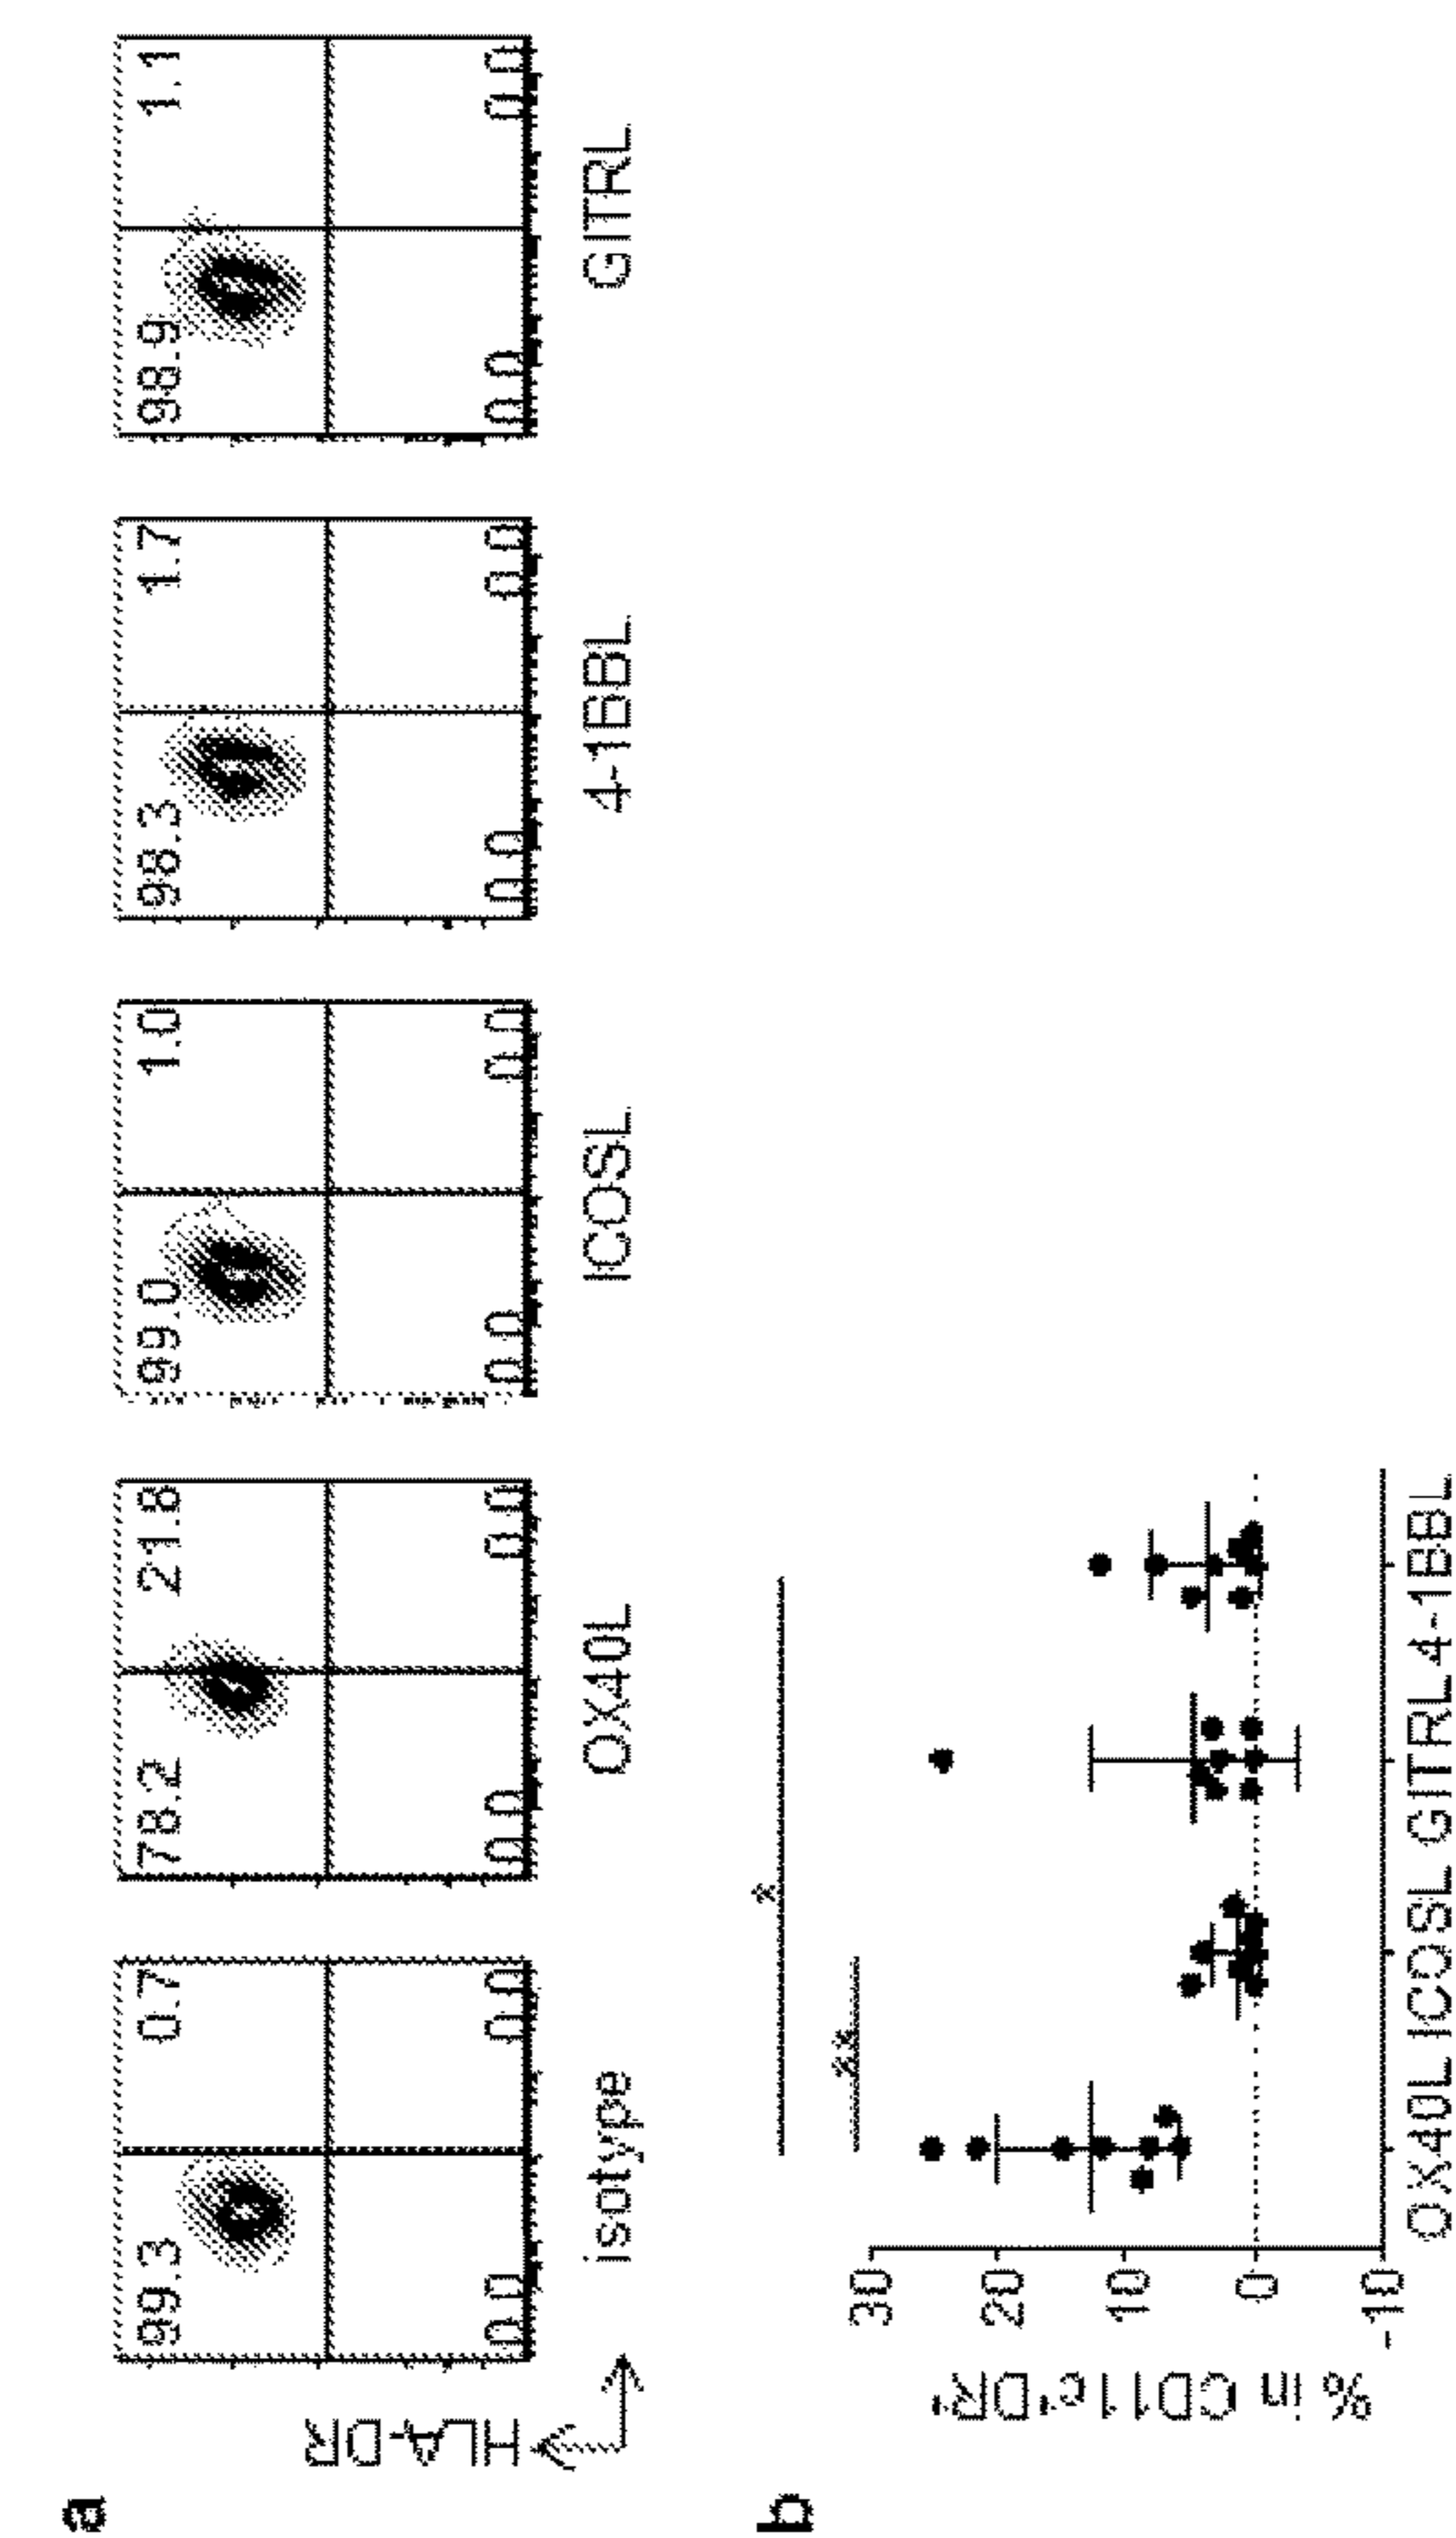 a
HLA-DR
99.3 0.7 0.0 0.0 isotype
78.2 21.8 0.0 0.0 OX40L
99.0 1.0 0.0 0.0 ICOSL
98.3 1.7 0.0 0.0 4-1BBL
98.9 1.1 0.0 0.0 GITRL
b
% in CD11c⁺DR⁺
30
20
10
0
-10
*
**
OX40L ICOSL GITRL 4-1BBL